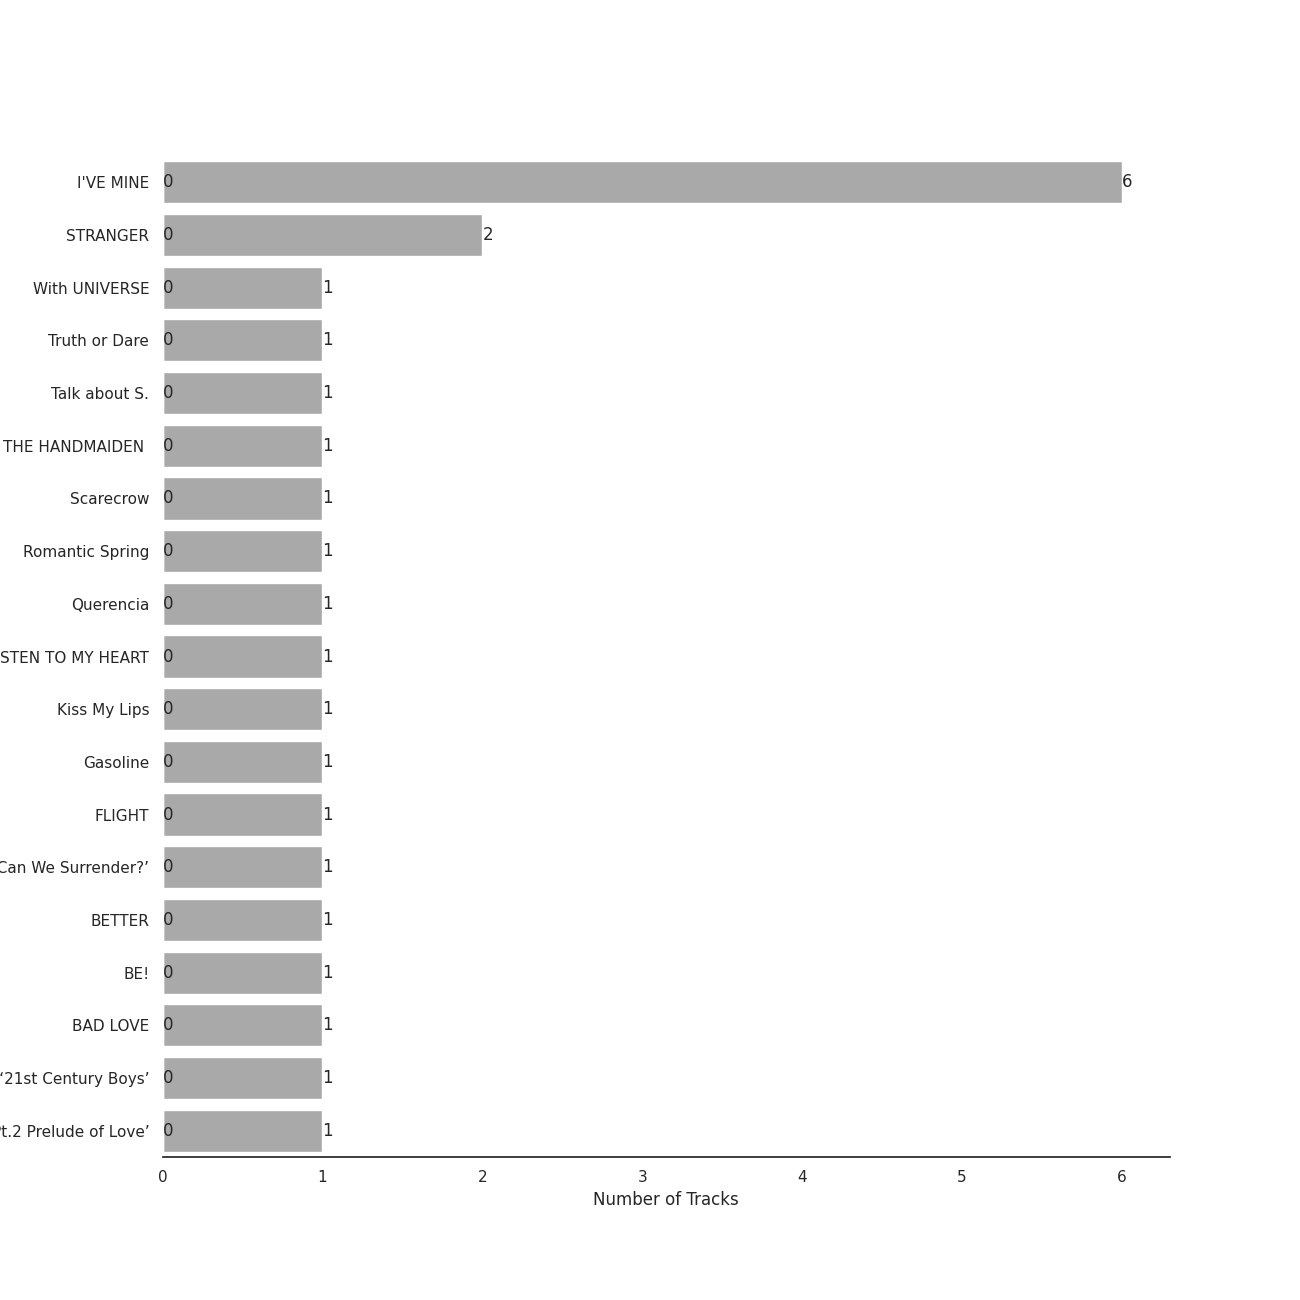 I'VE MINE 0 6
STRANGER 0 2
With UNIVERSE 0 1
Truth or Dare 0 1
Talk about S. 0 1
THE HANDMAIDEN 0 1
Scarecrow 0 1
Romantic Spring 0 1
Querencia 0 1
STEN TO MY HEART 0 1
Kiss My Lips 0 1
Gasoline 0 1
FLIGHT 0 1
Can We Surrender?’ 0 1
BETTER 0 1
BE! 0 1
BAD LOVE 0 1
‘21st Century Boys’ 0 1
t.2 Prelude of Love’ 0 1
0 1 2 3 4 5 6
Number of Tracks